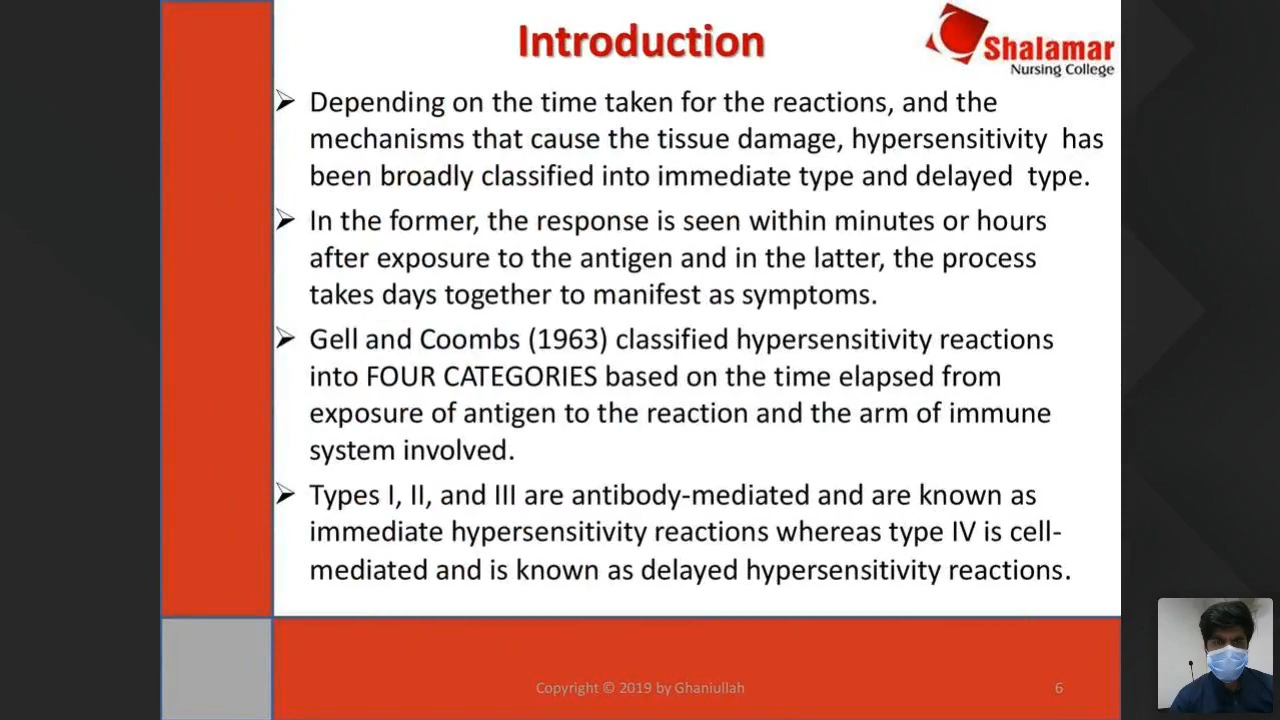 Introduction
Shalamar
Nursing College
Depending on the time taken for the reactions, and the
mechanisms that cause the tissue damage, hypersensitivity has
been broadly classified into immediate type and delayed type.
In the former, the response is seen within minutes or hours
after exposure to the antigen and in the latter, the process
takes days together to manifest as symptoms.
Gell and Coombs (1963) classified hypersensitivity reactions
into FOUR CATEGORIES based on the time elapsed from
exposure of antigen to the reaction and the arm of immune
system involved.
Types I, II, and III are antibody-mediated and are known as
immediate hypersensitivity reactions whereas type IV is cell-
mediated and is known as delayed hypersensitivity reactions.
Copyright © 2019 by Ghaniullah
6